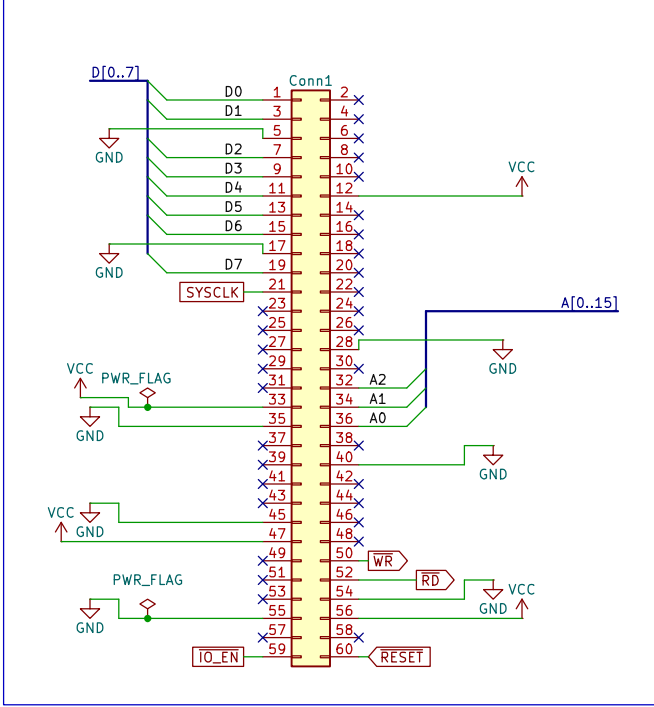 D[0..7]
Conn1
D0 1 2
D1 3 4
5 6
GND
D2 7 8
D3 9 10
VCC
D4 11 12
D5 13 14
D6 15 16
17 18
GND
D7 19 20
SYSCLK 21 22
23 24
A[0..15]
25 26
27 28
GND
29 30
VCC PWR_FLAG
31 32 A2
33 34 A1
GND
35 36 A0
37 38
39 40
GND
41 42
43 44
VCC GND
45 46
47 48
49 50 WR
51 52 RD
PWR_FLAG
53 54
GND VCC
55 56
GND
57 58
IO_EN 59 60 RESET